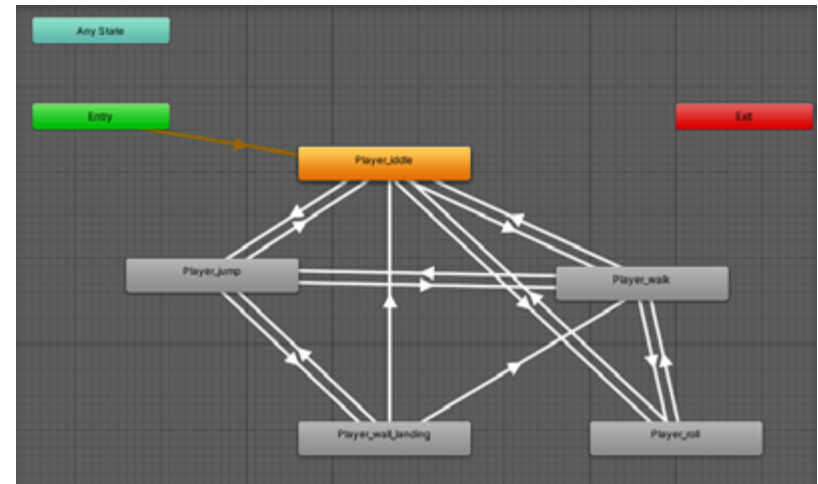 Any State
Entry
Exit
Player_iddle
Player_jump
Player_walk
Player_wall_landing
Player_roll